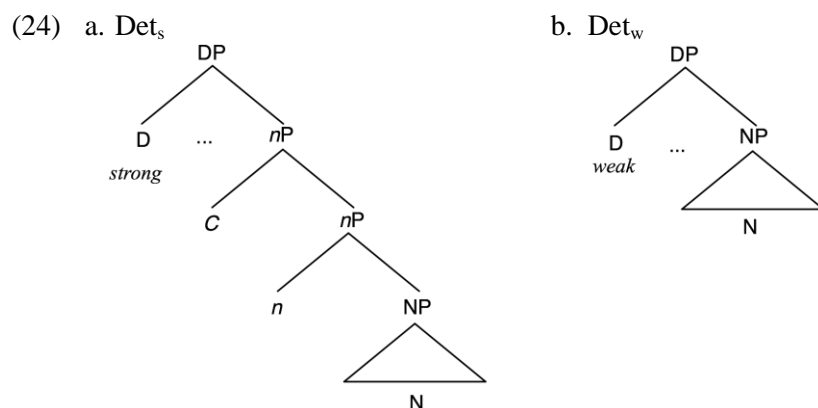 (24) a. Dets b. Detw
DP DP
D ... nP D ... NP
strong weak
C nP N
n NP
N